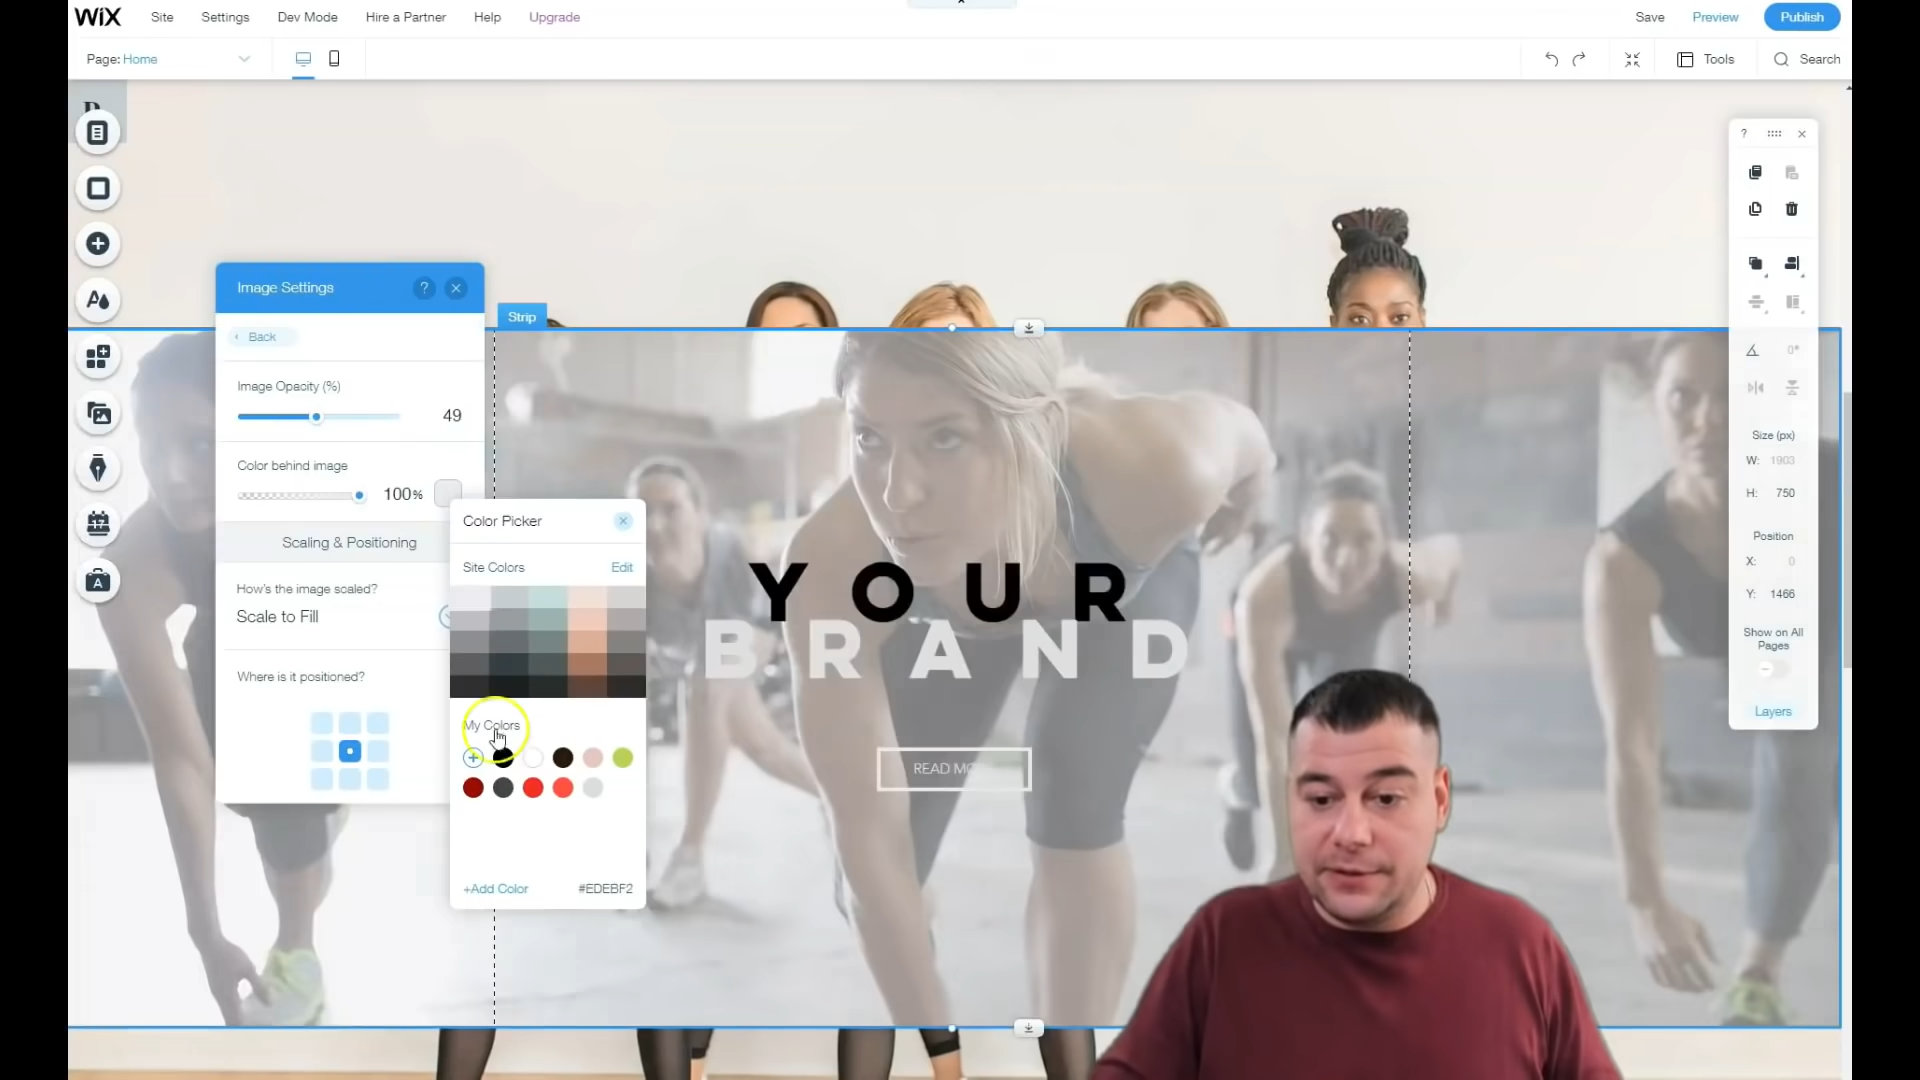 WiX Site Settings Dev Mode Hire a Partner Help Upgrade Save Preview Publish
Page: Home Tools Search
Image Settings ?
Back
Image Opacity (%)
49
Color behind image
100%
Scaling & Positioning
How's the image scaled?
Scale to Fill
Where is it positioned?
Strip
Color Picker
Site Colors Edit
My Colors
+Add Color #EDEBF2
YOUR
BRAND
READ MO
?
0°
Size (px)
W: 1903
H: 750
Position
X: 0
Y: 1466
Show on All
Pages
Layers
17
A